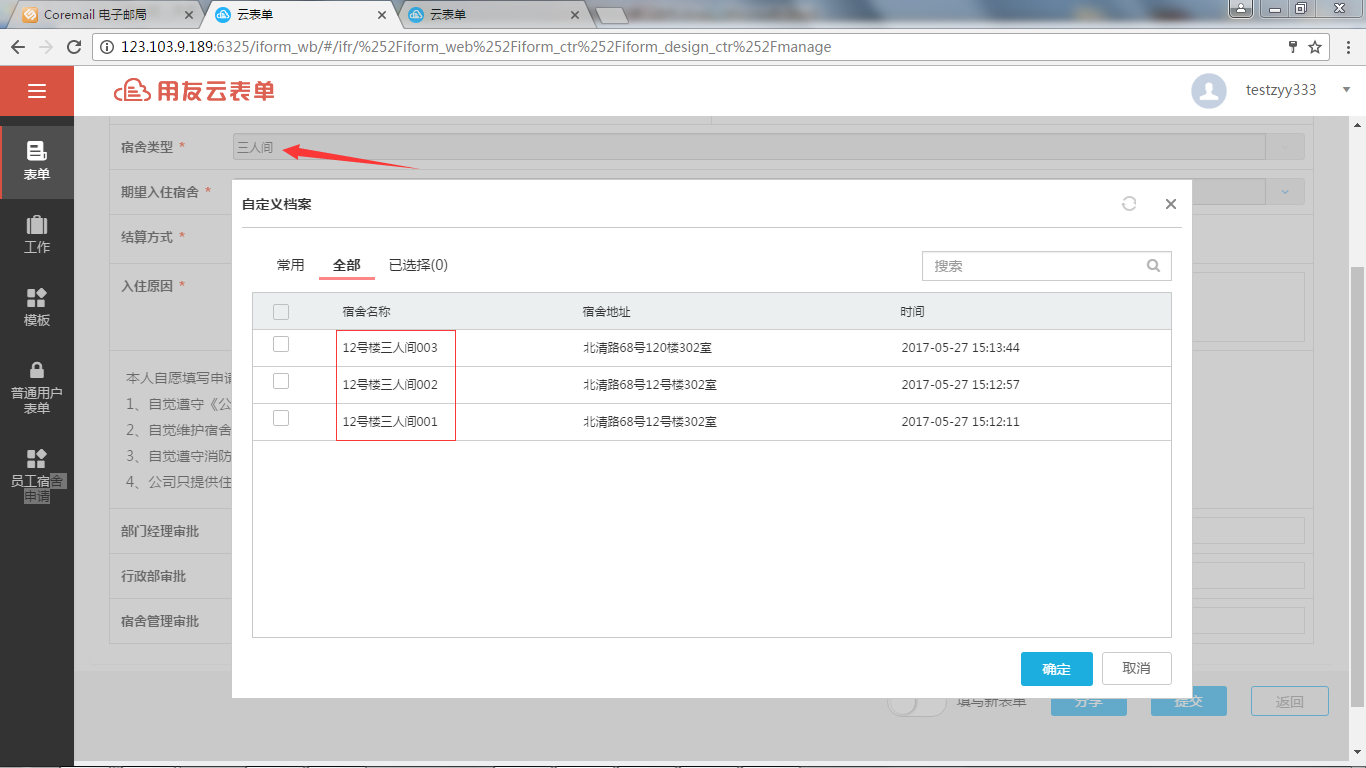 Coremail 电子邮局
云表单
云表单
123.103.9.189:6325/iform_wb/#/ifr/%252Fiform_web%252Fiform_ctr%252Fiform_design_ctr%252Fmanage
用友云表单
testzyy333
表单
工作
模板
普通用户
表单
员工宿舍
申请
宿舍类型 *
三人间
期望入住宿舍 *
结算方式 *
入住原因 *
本人自愿填写申请
1、自觉遵守《公
2、自觉维护宿舍
3、自觉遵守消防
4、公司只提供住
部门经理审批
行政部审批
宿舍管理审批
自定义档案
常用 全部 已选择(0)
搜索
宿舍名称 宿舍地址 时间
12号楼三人间003 北清路68号120楼302室 2017-05-27 15:13:44
12号楼三人间002 北清路68号12号楼302室 2017-05-27 15:12:57
12号楼三人间001 北清路68号12号楼302室 2017-05-27 15:12:11
确定 取消
填写新表单 分享 提交 返回